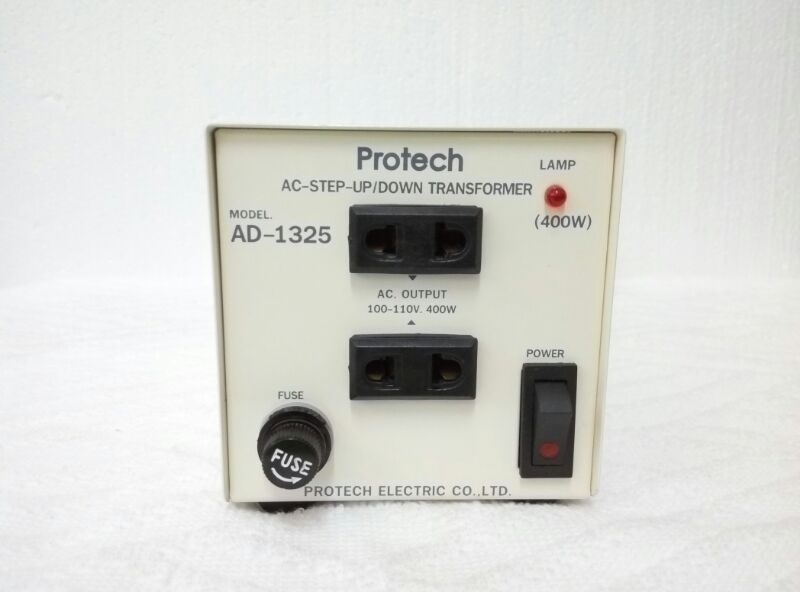 Protech
LAMP
AC-STEP-UP/DOWN TRANSFORMER
MODEL.
AD-1325
(400W)
AC. OUTPUT
100-110V. 400W
POWER
FUSE
FUSE
PROTECH ELECTRIC CO.,LTD.